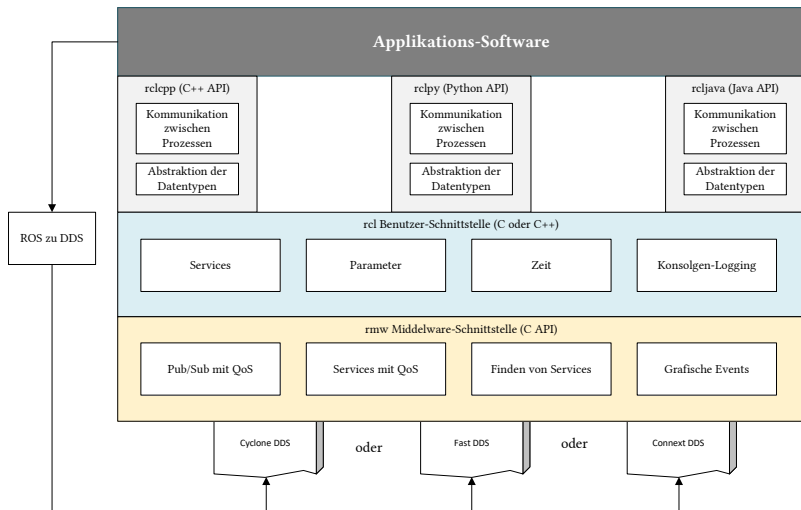 Applikations-Software
rclcpp (C++ API)
Kommunikation
zwischen
Prozessen
Abstraktion der
Datentypen
rclpy (Python API)
Kommunikation
zwischen
Prozessen
Abstraktion der
Datentypen
rcljava (Java API)
Kommunikation
zwischen
Prozessen
Abstraktion der
Datentypen
ROS zu DDS
rcl Benutzer-Schnittstelle (C oder C++)
Services
Parameter
Zeit
Konsolgen-Logging
rmw Middelware-Schnittstelle (C API)
Pub/Sub mit QoS
Services mit QoS
Finden von Services
Grafische Events
Cyclone DDS
oder
Fast DDS
oder
Connext DDS